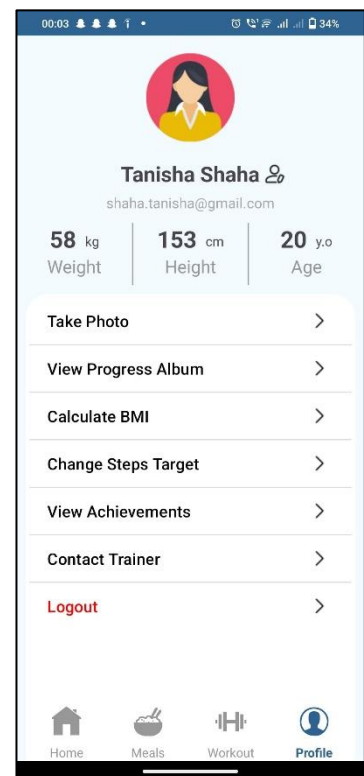 00:03 34%
Tanisha Shaha
shaha.tanisha@gmail.com
58 kg 153 cm 20 y.o
Weight Height Age
Take Photo
View Progress Album
Calculate BMI
Change Steps Target
View Achievements
Contact Trainer
Logout
Home Meals Workout Profile